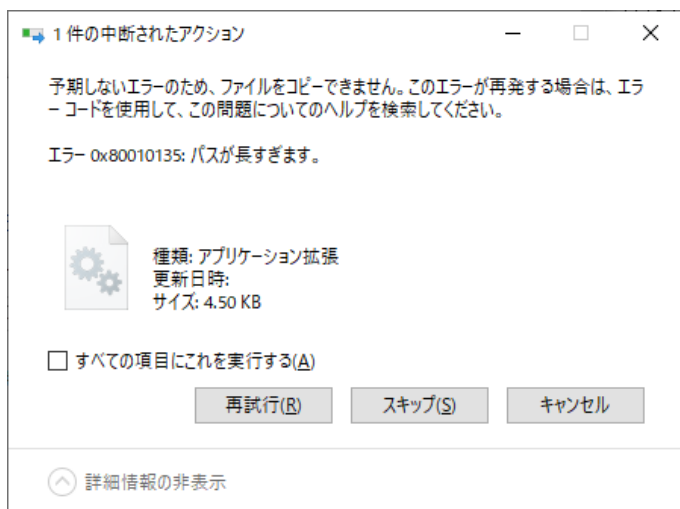 1 件の中断されたアクション
予期しないエラーのため、ファイルをコピーできません。このエラーが再発する場合は、エラ
ー コードを使用して、この問題についてのヘルプを検索してください。
エラー 0x80010135: パスが長すぎます。
種類: アプリケーション拡張
更新日時:
サイズ: 4.50 KB
すべての項目にこれを実行する(A)
再試行(R)
スキップ(S)
キャンセル
詳細情報の非表示